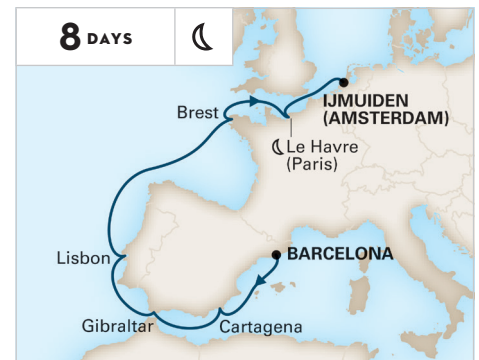 8 DAYS
IJMUIDEN
(AMSTERDAM)
Brest
Le Havre
(Paris)
Lisbon
BARCELONA
Gibraltar
Cartagena